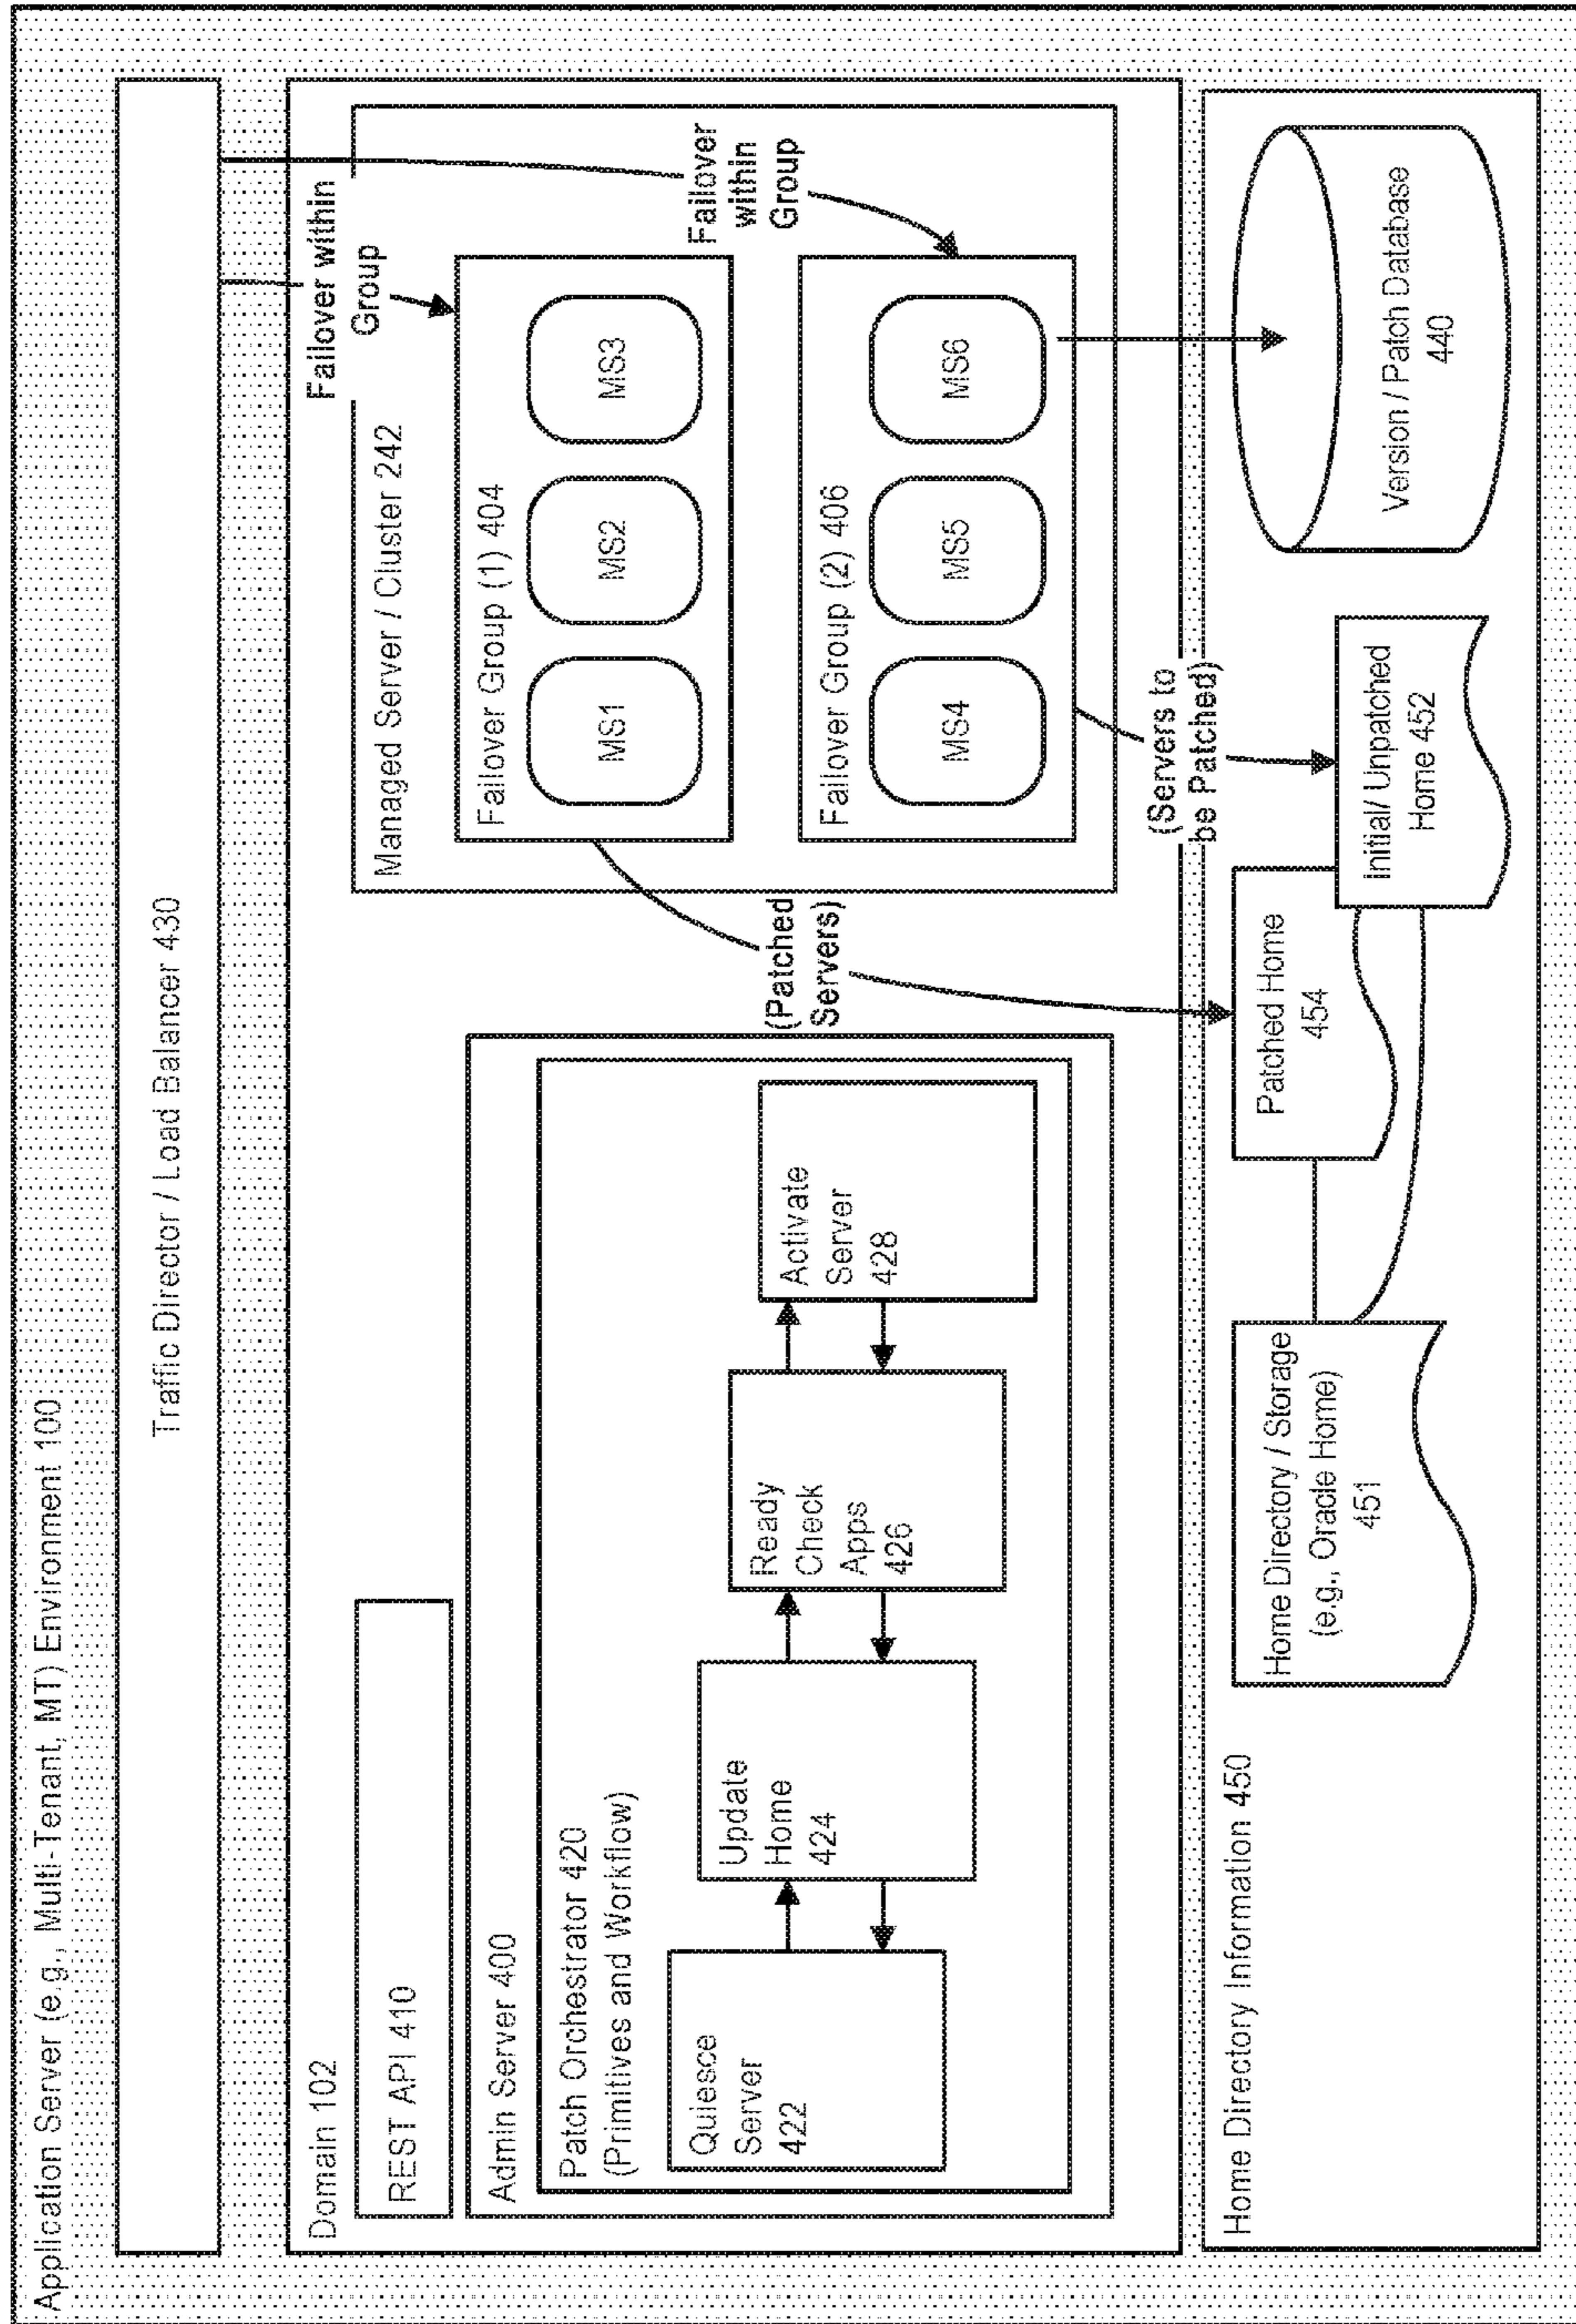 Application Server (e.g., Multi-Tenant, MT) Environment 100
Traffic Director / Load Balancer 430
Domain 102
REST API 410
Admin Server 400
Patch Orchestrator 420
(Primitives and Workflow)
Quiesce
Server
422
Update
Home
424
Ready
Check
Apps
426
Activate
Server
428
Failover within
Group
Managed Server / Cluster 242
Failover Group (1) 404
MS1
MS2
MS3
Failover
within
Group
Failover Group (2) 406
MS4
MS5
MS6
(Patched
Servers)
(Servers to
be Patched)
Home Directory Information 450
Home Directory / Storage
(e.g., Oracle Home)
451
Patched Home
454
Initial/ Unpatched
Home 452
Version / Patch Database
440